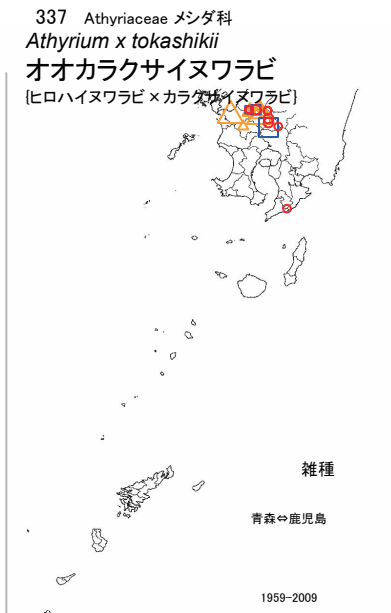 337 Athyriaceae メシダ科
Athyrium x tokashikii
オオカラクサイヌワラビ
{ヒロハイヌワラビ×カラクサイヌワラビ}
雑種
青森⇔鹿児島
1959-2009